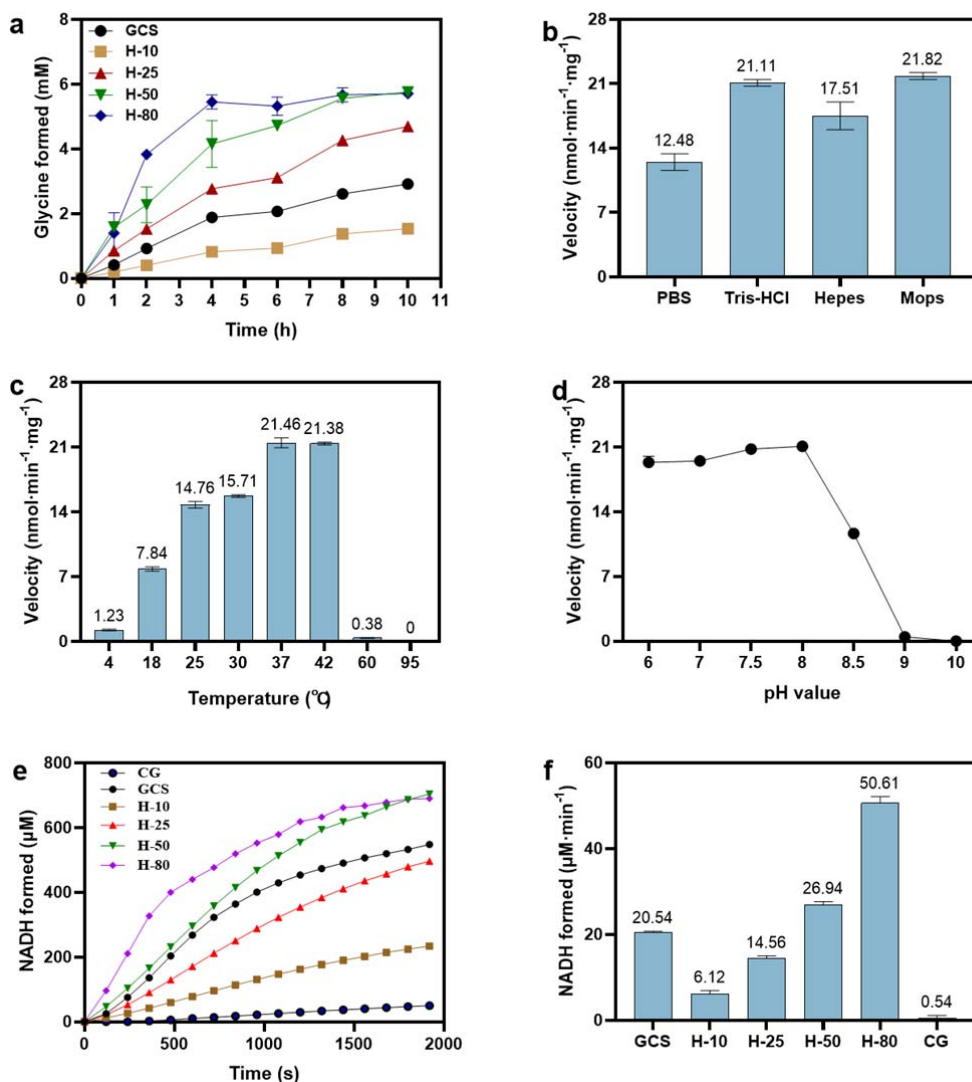 a
GCS
H-10
H-25
H-50
H-80
Glycine formed (mM)
8
6
4
2
0
0 1 2 3 4 5 6 7 8 9 10 11
Time (h)
b
Velocity (nmol·min⁻¹·mg⁻¹)
28
21
14
7
0
12.48
21.11
17.51
21.82
PBS Tris-HCl Hepes Mops
c
Velocity (nmol·min⁻¹·mg⁻¹)
28
21
14
7
0
1.23
7.84
14.76
15.71
21.46
21.38
0.38
0
4 18 25 30 37 42 60 95
Temperature (℃)
d
Velocity (nmol·min⁻¹·mg⁻¹)
28
21
14
7
0
6 7 7.5 8 8.5 9 10
pH value
e
CG
GCS
H-10
H-25
H-50
H-80
NADH formed (μM)
800
600
400
200
0
0 500 1000 1500 2000
Time (s)
f
NADH formed (μM·min⁻¹)
60
40
20
0
20.54
6.12
14.56
26.94
50.61
0.54
GCS H-10 H-25 H-50 H-80 CG